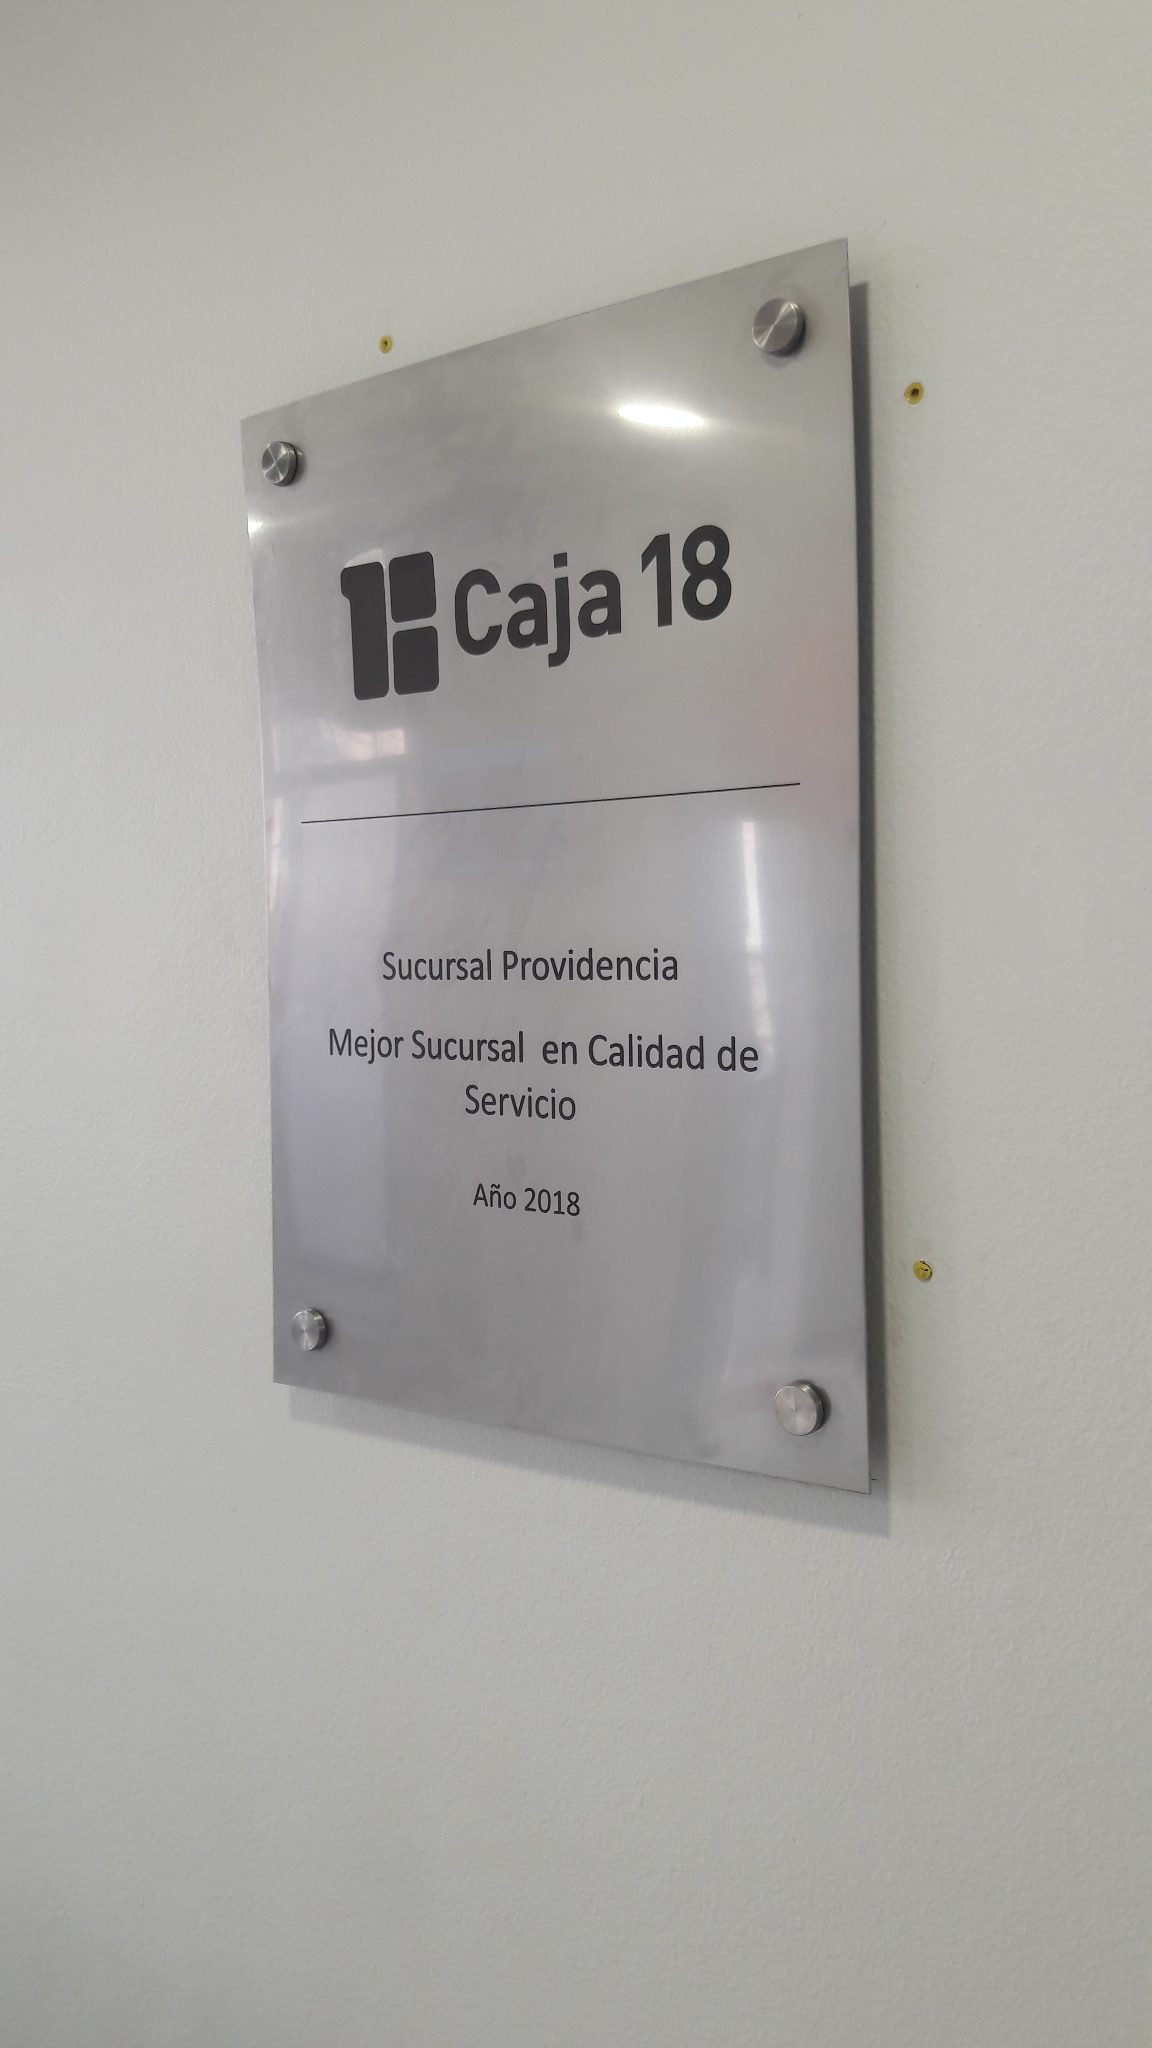 Caja 18
Sucursal Providencia
Mejor Sucursal en Calidad de
Servicio
Año 2018